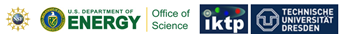 U.S. DEPARTMENT OF
ENERGY
Office of
Science
iktp
TECHNISCHE
UNIVERSITÄT
DRESDEN